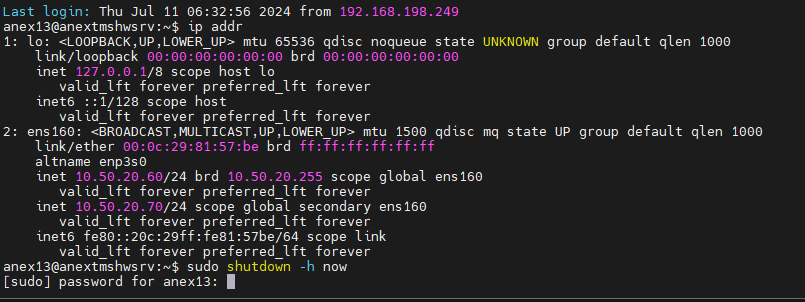 Last login: Thu Jul 11 06:32:56 2024 from 192.168.198.249
anex13@anextmshwsrv:~$ ip addr
1: lo: <LOOPBACK,UP,LOWER_UP> mtu 65536 qdisc noqueue state UNKNOWN group default qlen 1000
    link/loopback 00:00:00:00:00:00 brd 00:00:00:00:00:00
    inet 127.0.0.1/8 scope host lo
       valid_lft forever preferred_lft forever
    inet6 ::1/128 scope host
       valid_lft forever preferred_lft forever
2: ens160: <BROADCAST,MULTICAST,UP,LOWER_UP> mtu 1500 qdisc mq state UP group default qlen 1000
    link/ether 00:0c:29:81:57:be brd ff:ff:ff:ff:ff:ff
    altname enp3s0
    inet 10.50.20.60/24 brd 10.50.20.255 scope global ens160
       valid_lft forever preferred_lft forever
    inet 10.50.20.70/24 scope global secondary ens160
       valid_lft forever preferred_lft forever
    inet6 fe80::20c:29ff:fe81:57be/64 scope link
       valid_lft forever preferred_lft forever
anex13@anextmshwsrv:~$ sudo shutdown -h now
[sudo] password for anex13: